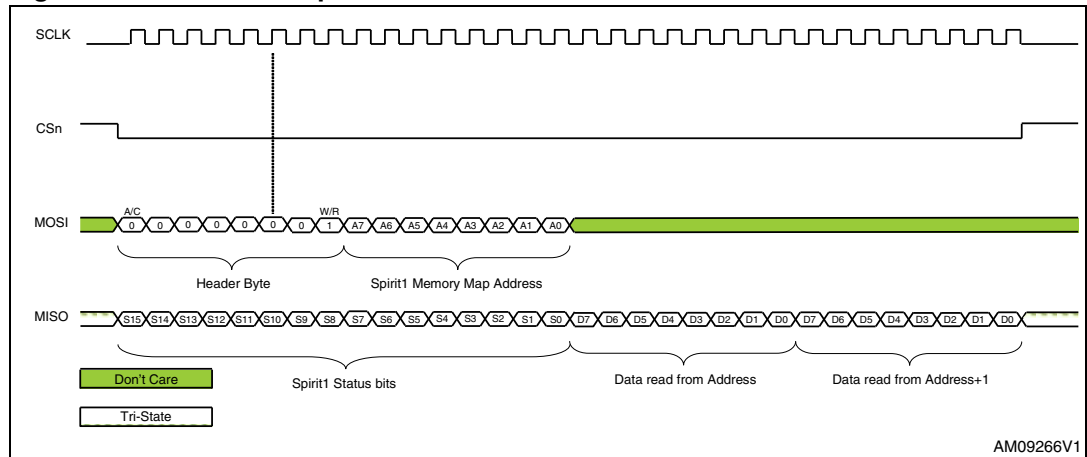 SCLK
CSn
MOSI
A/C W/R
0 0 0 0 0 0 0 1 A7 A6 A5 A4 A3 A2 A1 A0
Header Byte Spirit1 Memory Map Address
MISO
S15 S14 S13 S12 S11 S10 S9 S8 S7 S6 S5 S4 S3 S2 S1 S0 D7 D6 D5 D4 D3 D2 D1 D0 D7 D6 D5 D4 D3 D2 D1 D0
Don't Care Spirit1 Status bits Data read from Address Data read from Address+1
Tri-State
AM09266V1